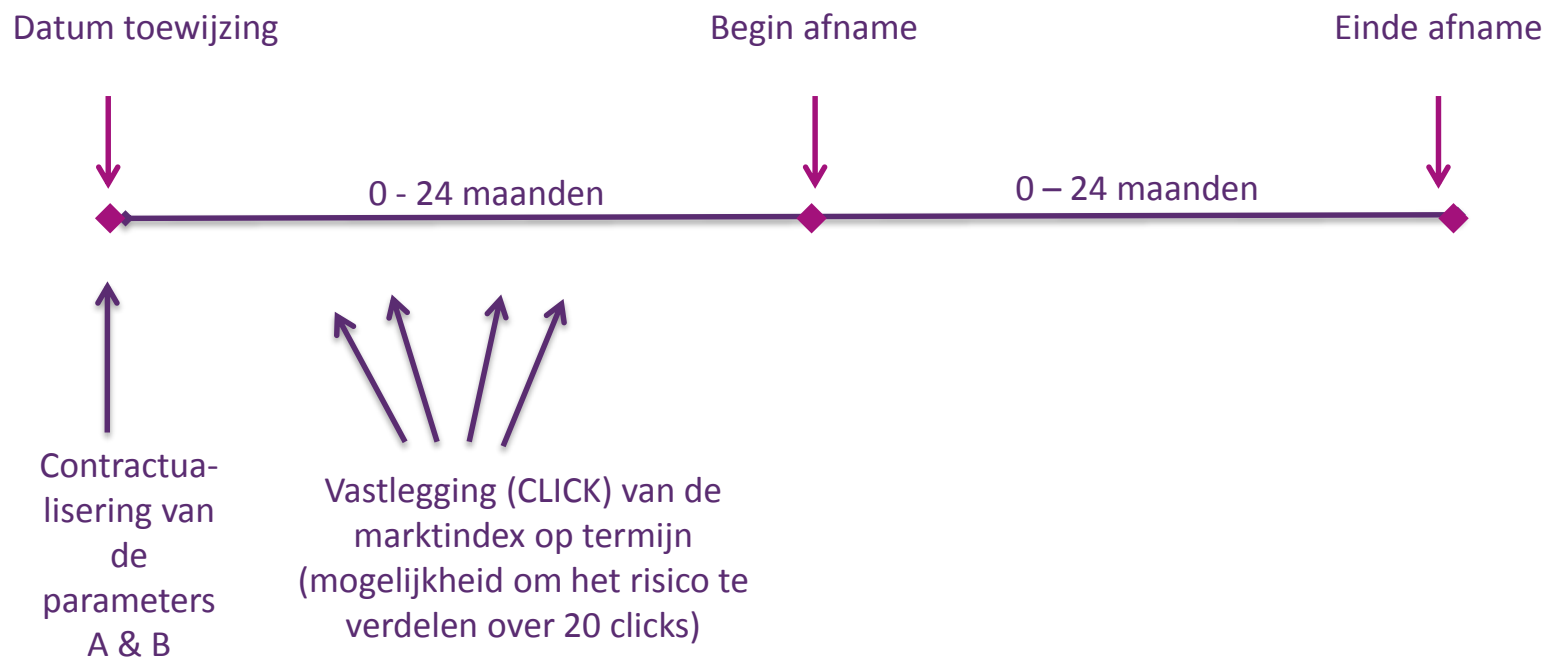 Datum toewijzing
Begin afname
Einde afname
0 - 24 maanden
0 – 24 maanden
Contractua-
lisering van
de
parameters
A & B
Vastlegging (CLICK) van de
marktindex op termijn
(mogelijkheid om het risico te
verdelen over 20 clicks)